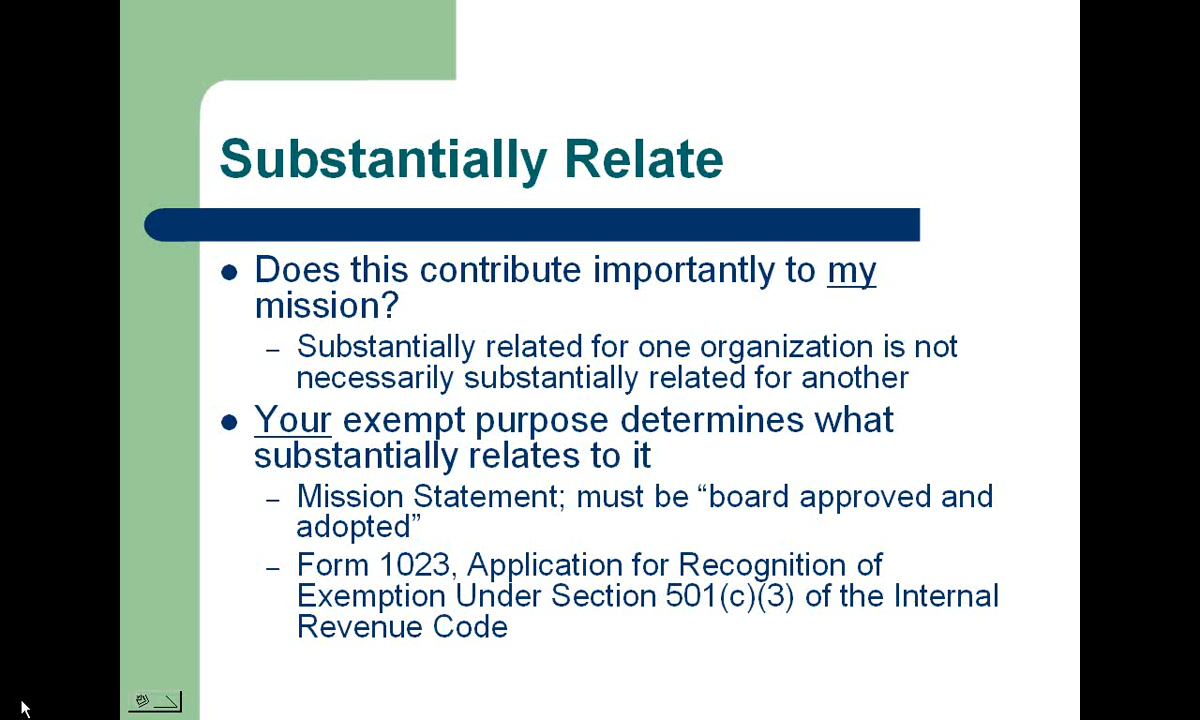 Substantially Relate
● Does this contribute importantly to my
mission?
– Substantially related for one organization is not
necessarily substantially related for another
● Your exempt purpose determines what
substantially relates to it
– Mission Statement; must be “board approved and
adopted”
– Form 1023, Application for Recognition of
Exemption Under Section 501(c)(3) of the Internal
Revenue Code